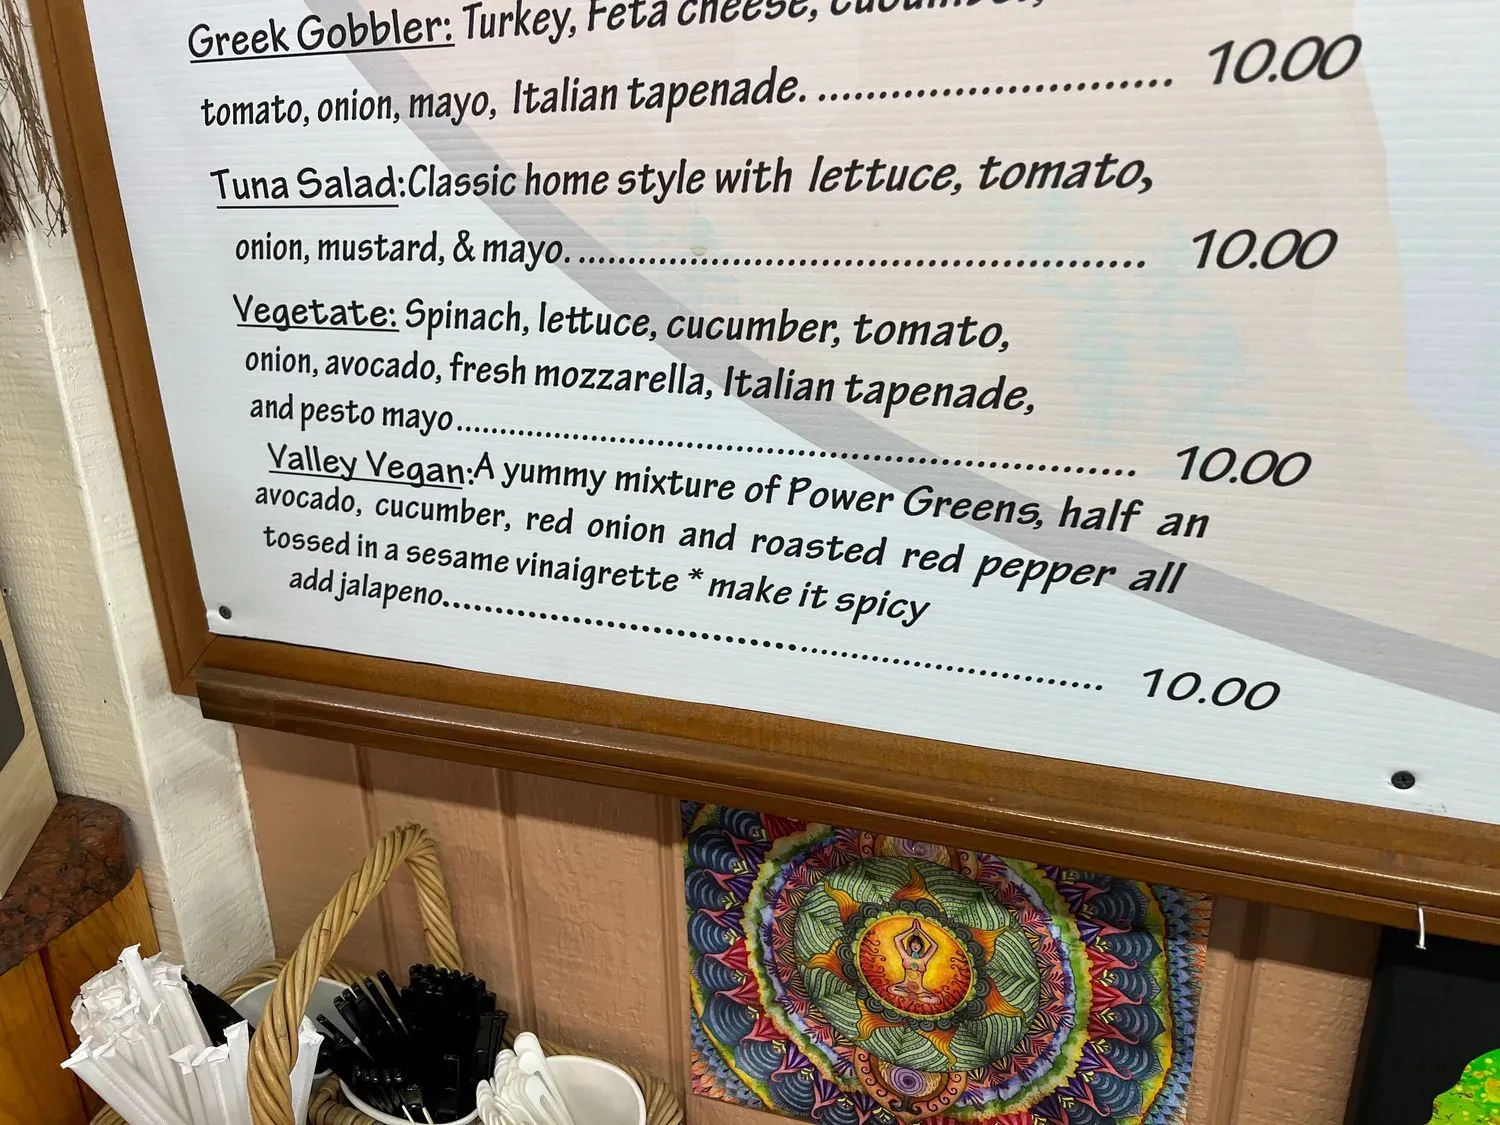 Greek Gobbler: Turkey, Feta cheese, cucumber,
tomato, onion, mayo, Italian tapenade. .............................. 10.00
Tuna Salad:Classic home style with lettuce, tomato,
onion, mustard, & mayo. ................................................ 10.00
Vegetate: Spinach, lettuce, cucumber, tomato,
onion, avocado, fresh mozzarella, Italian tapenade,
and pesto mayo............................................................ 10.00
Valley Vegan:A yummy mixture of Power Greens, half an
avocado, cucumber, red onion and roasted red pepper all
tossed in a sesame vinaigrette * make it spicy
add jalapeno............................................................ 10.00